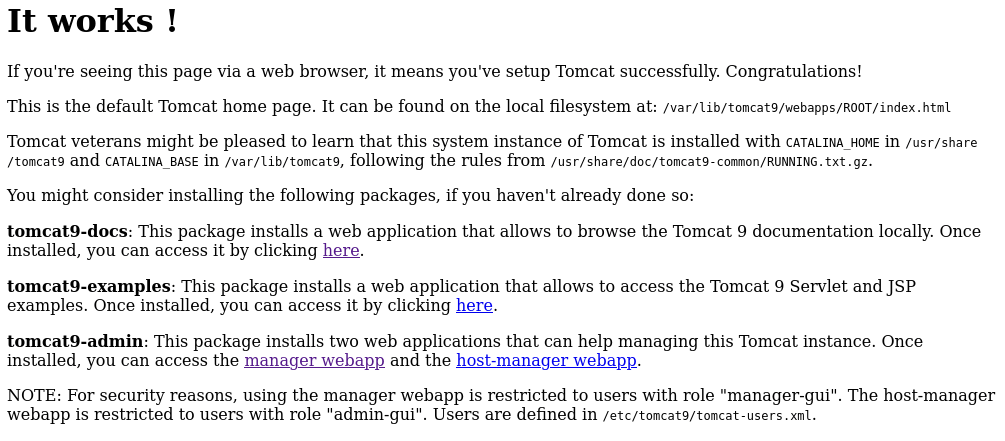 It works !
If you're seeing this page via a web browser, it means you've setup Tomcat successfully. Congratulations!
This is the default Tomcat home page. It can be found on the local filesystem at: /var/lib/tomcat9/webapps/ROOT/index.html
Tomcat veterans might be pleased to learn that this system instance of Tomcat is installed with CATALINA_HOME in /usr/share
/tomcat9 and CATALINA_BASE in /var/lib/tomcat9, following the rules from /usr/share/doc/tomcat9-common/RUNNING.txt.gz.
You might consider installing the following packages, if you haven't already done so:
tomcat9-docs: This package installs a web application that allows to browse the Tomcat 9 documentation locally. Once
installed, you can access it by clicking here.
tomcat9-examples: This package installs a web application that allows to access the Tomcat 9 Servlet and JSP
examples. Once installed, you can access it by clicking here.
tomcat9-admin: This package installs two web applications that can help managing this Tomcat instance. Once
installed, you can access the manager webapp and the host-manager webapp.
NOTE: For security reasons, using the manager webapp is restricted to users with role "manager-gui". The host-manager
webapp is restricted to users with role "admin-gui". Users are defined in /etc/tomcat9/tomcat-users.xml.